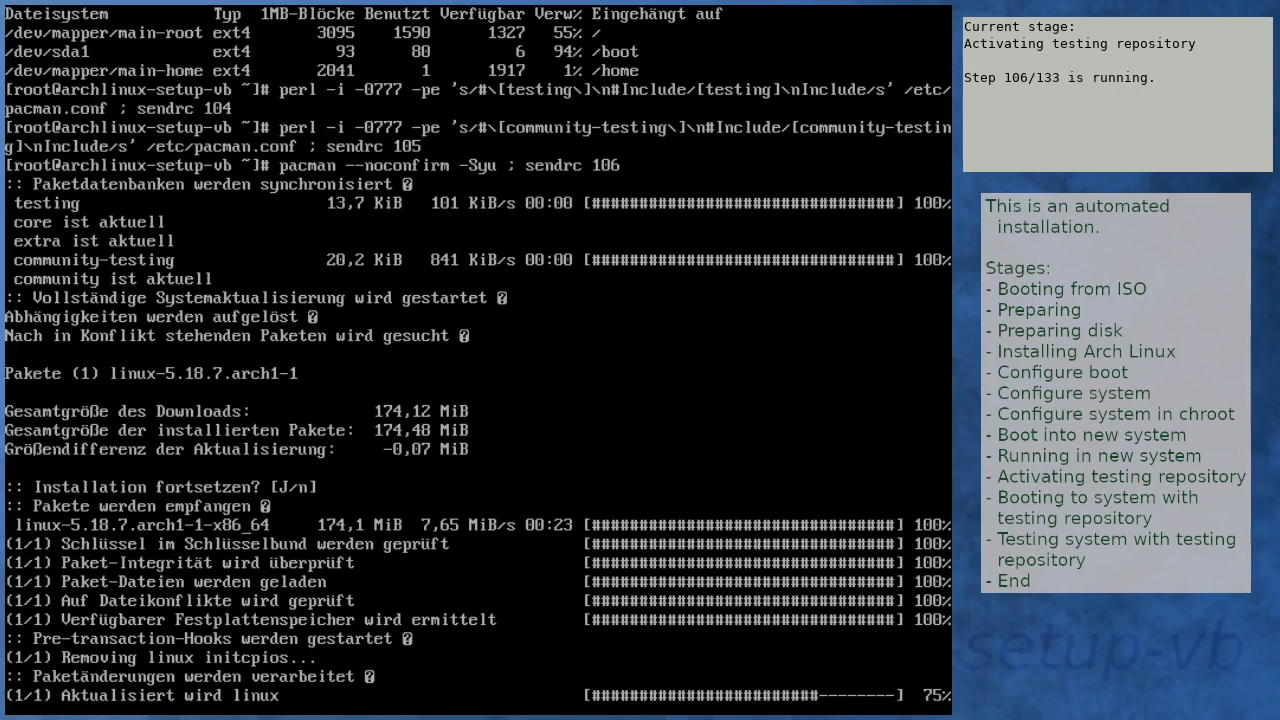 Dateisystem Typ 1MB-Blöcke Benutzt Verfügbar Verw% Eingehängt auf
/dev/mapper/main-root ext4 3095 1590 1327 55% /
/dev/sda1 ext4 93 80 6 94% /boot
/dev/mapper/main-home ext4 2041 1 1917 1% /home
[root@archlinux-setup-vb ~]# perl -i -0777 -pe 's/#\[testing\]\n#Include/[testing]\nInclude/s' /etc/
pacman.conf ; sendrc 104
[root@archlinux-setup-vb ~]# perl -i -0777 -pe 's/#\[community-testing\]\n#Include/[community-testin
g]\nInclude/s' /etc/pacman.conf ; sendrc 105
[root@archlinux-setup-vb ~]# pacman --noconfirm -Syu ; sendrc 106
:: Paketdatenbanken werden synchronisiert �
testing 13,7 KiB 101 KiB/s 00:00 [################################] 100%
core ist aktuell
extra ist aktuell
community-testing 20,2 KiB 841 KiB/s 00:00 [################################] 100%
community ist aktuell
:: Vollständige Systemaktualisierung wird gestartet �
Abhängigkeiten werden aufgelöst �
Nach in Konflikt stehenden Paketen wird gesucht �
Pakete (1) linux-5.18.7.arch1-1
Gesamtgröße des Downloads: 174,12 MiB
Gesamtgröße der installierten Pakete: 174,48 MiB
Größendifferenz der Aktualisierung: -0,07 MiB
:: Installation fortsetzen? [J/n]
:: Pakete werden empfangen �
linux-5.18.7.arch1-1-x86_64 174,1 MiB 7,65 MiB/s 00:23 [################################] 100%
(1/1) Schlüssel im Schlüsselbund werden geprüft [################################] 100%
(1/1) Paket-Integrität wird überprüft [################################] 100%
(1/1) Paket-Dateien werden geladen [################################] 100%
(1/1) Auf Dateikonflikte wird geprüft [################################] 100%
(1/1) Verfügbarer Festplattenspeicher wird ermittelt [################################] 100%
:: Pre-transaction-Hooks werden gestartet �
(1/1) Removing linux initcpios...
:: Paketänderungen werden verarbeitet �
(1/1) Aktualisiert wird linux [########################--------] 75%
Current stage:
Activating testing repository
Step 106/133 is running.
This is an automated
installation.
Stages:
- Booting from ISO
- Preparing
- Preparing disk
- Installing Arch Linux
- Configure boot
- Configure system
- Configure system in chroot
- Boot into new system
- Running in new system
- Activating testing repository
- Booting to system with
testing repository
- Testing system with testing
repository
- End
setup-vb